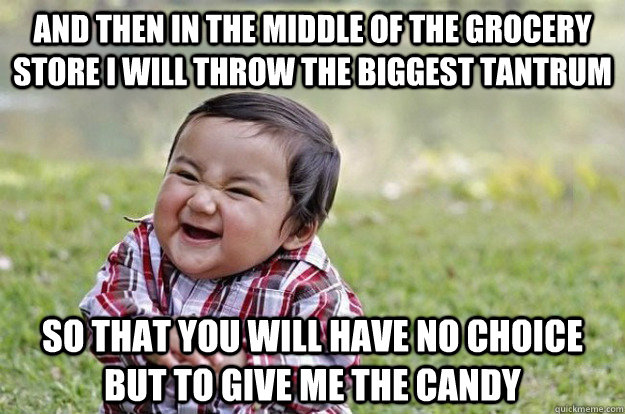 AND THEN IN THE MIDDLE OF THE GROCERY
STORE I WILL THROW THE BIGGEST TANTRUM
SO THAT YOU WILL HAVE NO CHOICE
BUT TO GIVE ME THE CANDY
quickmeme.com